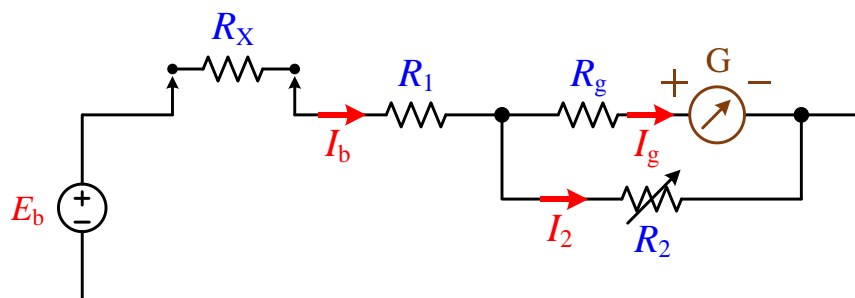 R_X
R_1 R_g + G −
I_b I_g
E_b + −
I_2 R_2